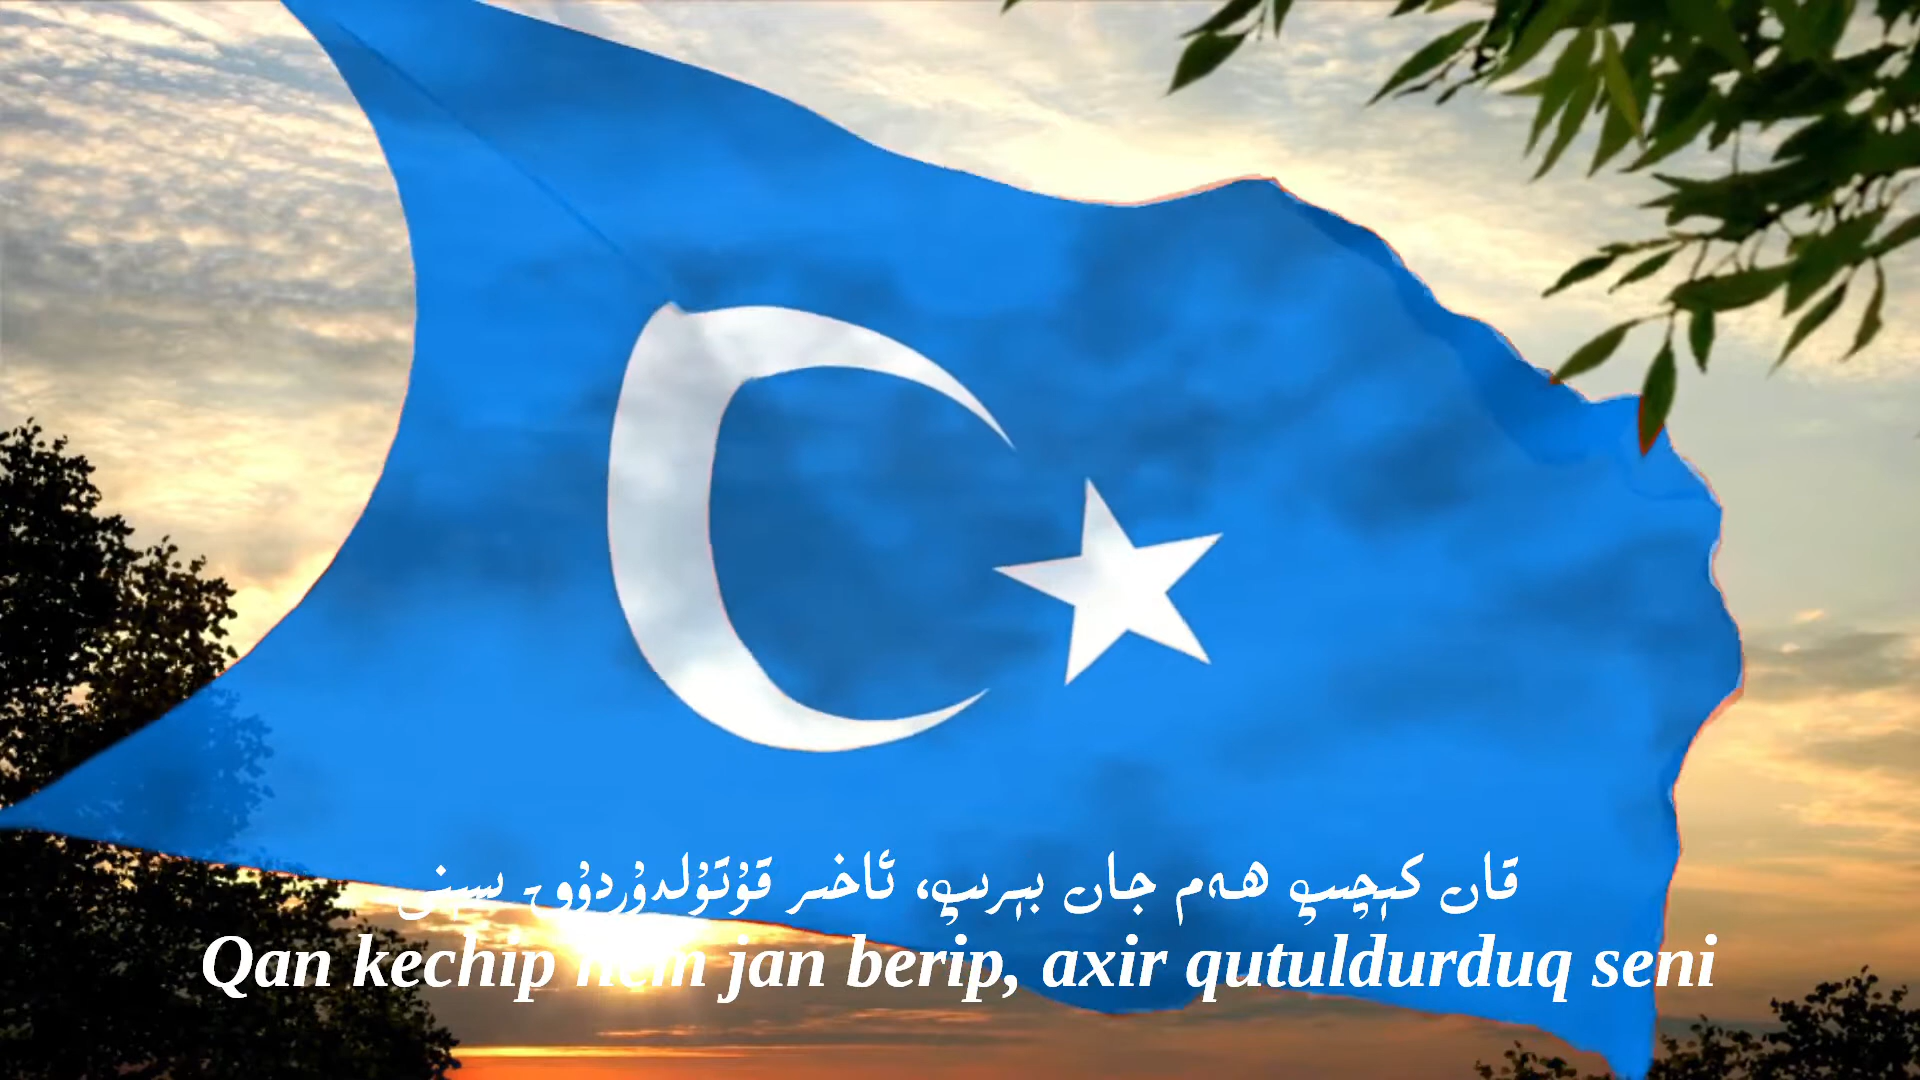 قان كېچىپ ھەم جان بېرىپ، ئاخىر قۇتۇلدۇردۇق سېنى
Qan kechip hem jan berip, axir qutuldurduq seni